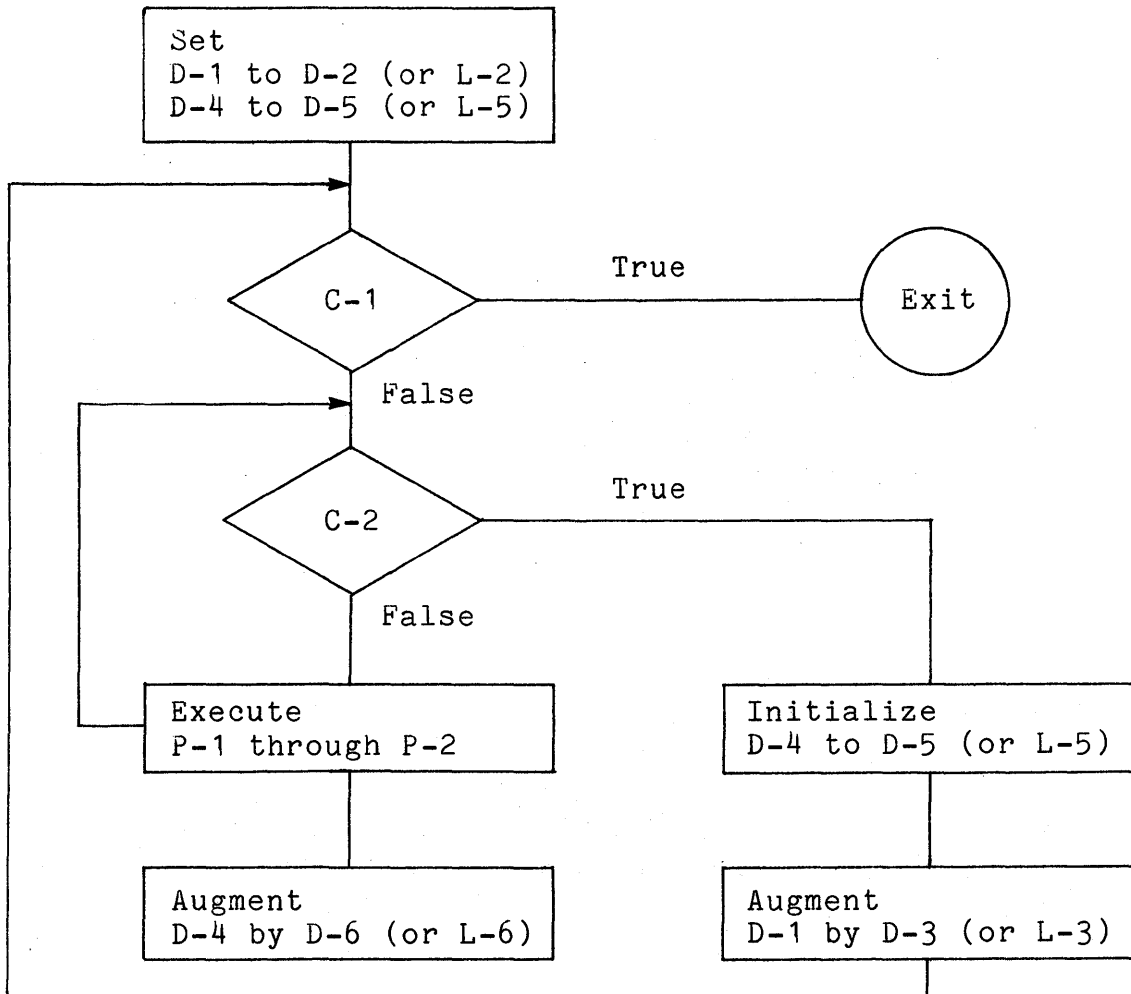 Set
D-1 to D-2 (or L-2)
D-4 to D-5 (or L-5)
C-1
True
Exit
False
C-2
True
False
Execute
P-1 through P-2
Initialize
D-4 to D-5 (or L-5)
Augment
D-4 by D-6 (or L-6)
Augment
D-1 by D-3 (or L-3)